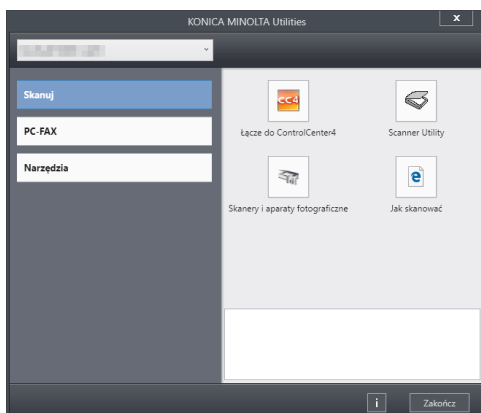 KONICA MINOLTA Utilities
x
Skanuj
PC-FAX
Narzędzia
CC4
Łącze do ControlCenter4
Scanner Utility
Skanery i aparaty fotograficzne
Jak skanować
i
Zakończ